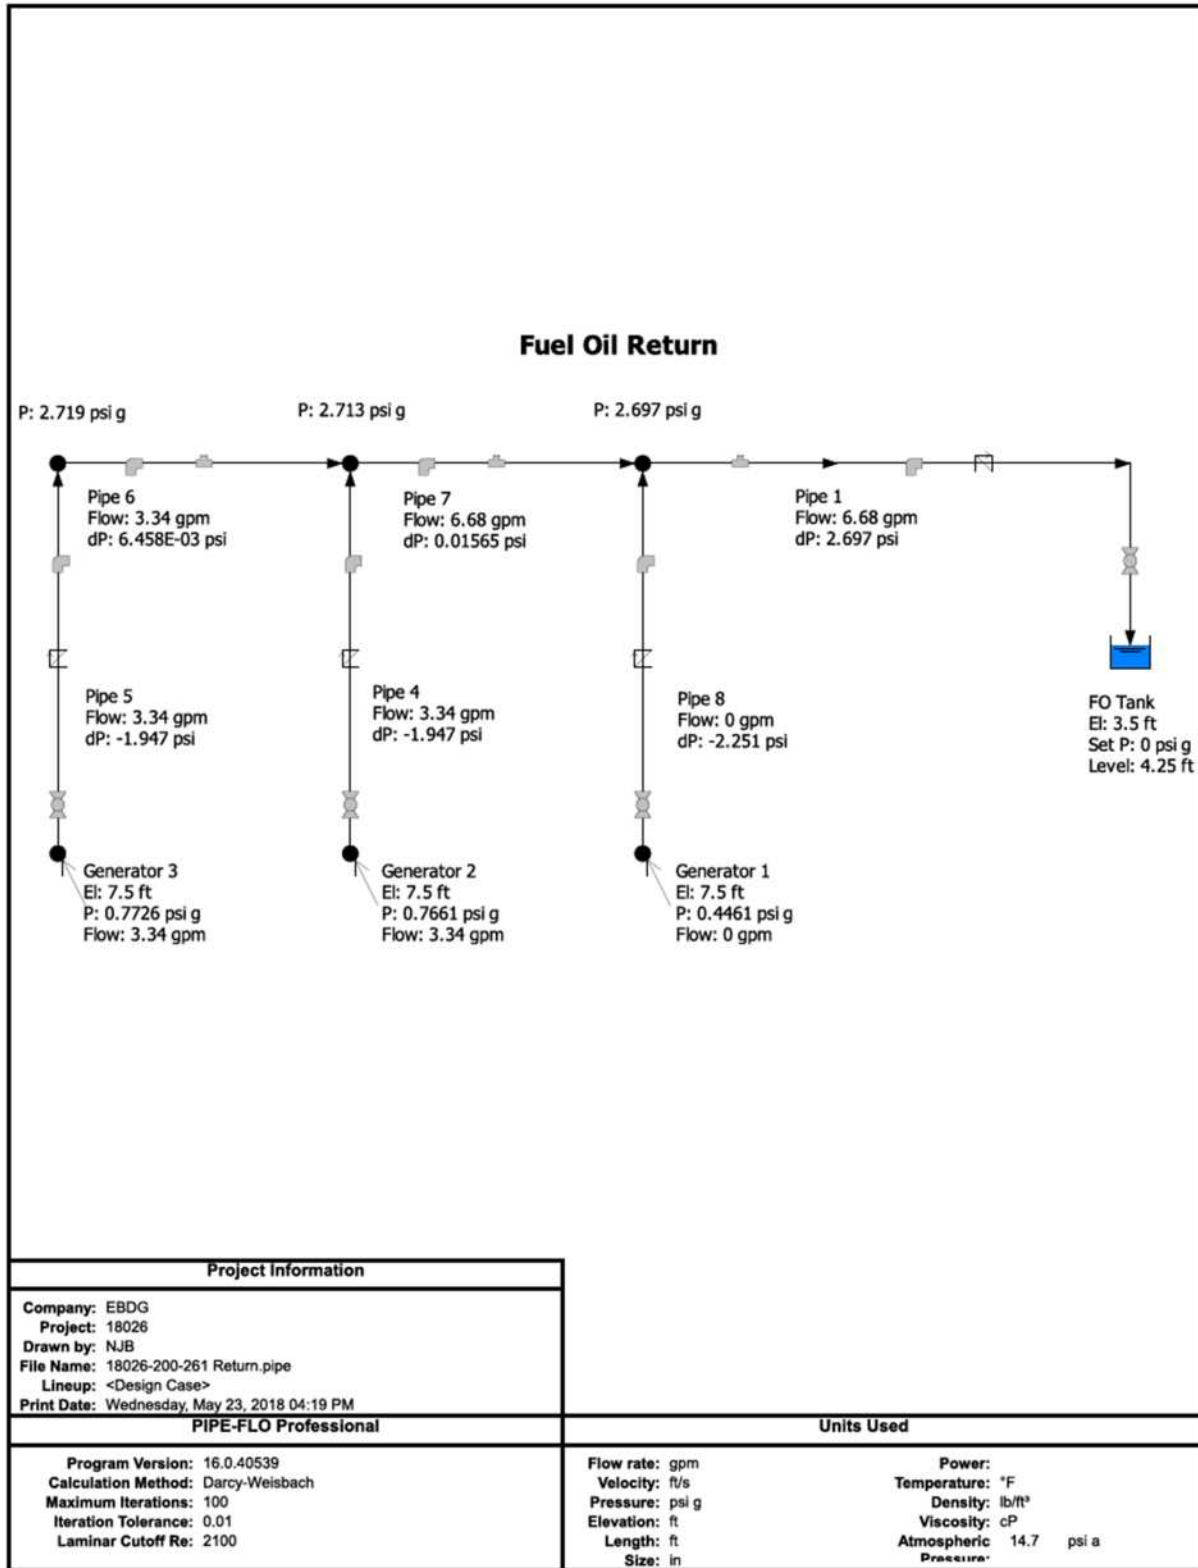 Fuel Oil Return
P: 2.719 psi g
P: 2.713 psi g
P: 2.697 psi g
Pipe 6
Flow: 3.34 gpm
dP: 6.458E-03 psi
Pipe 7
Flow: 6.68 gpm
dP: 0.01565 psi
Pipe 1
Flow: 6.68 gpm
dP: 2.697 psi
Pipe 5
Flow: 3.34 gpm
dP: -1.947 psi
Pipe 4
Flow: 3.34 gpm
dP: -1.947 psi
Pipe 8
Flow: 0 gpm
dP: -2.251 psi
FO Tank
El: 3.5 ft
Set P: 0 psi g
Level: 4.25 ft
Generator 3
El: 7.5 ft
P: 0.7726 psi g
Flow: 3.34 gpm
Generator 2
El: 7.5 ft
P: 0.7661 psi g
Flow: 3.34 gpm
Generator 1
El: 7.5 ft
P: 0.4461 psi g
Flow: 0 gpm
Project Information
Company: EBDG
Project: 18026
Drawn by: NJB
File Name: 18026-200-261 Return.pipe
Lineup: <Design Case>
Print Date: Wednesday, May 23, 2018 04:19 PM
PIPE-FLO Professional
Program Version: 16.0.40539
Calculation Method: Darcy-Weisbach
Maximum Iterations: 100
Iteration Tolerance: 0.01
Laminar Cutoff Re: 2100
Units Used
Flow rate: gpm
Velocity: ft/s
Pressure: psi g
Elevation: ft
Length: ft
Size: in
Power:
Temperature: °F
Density: lb/ft³
Viscosity: cP
Atmospheric 14.7 psi a
Pressure: